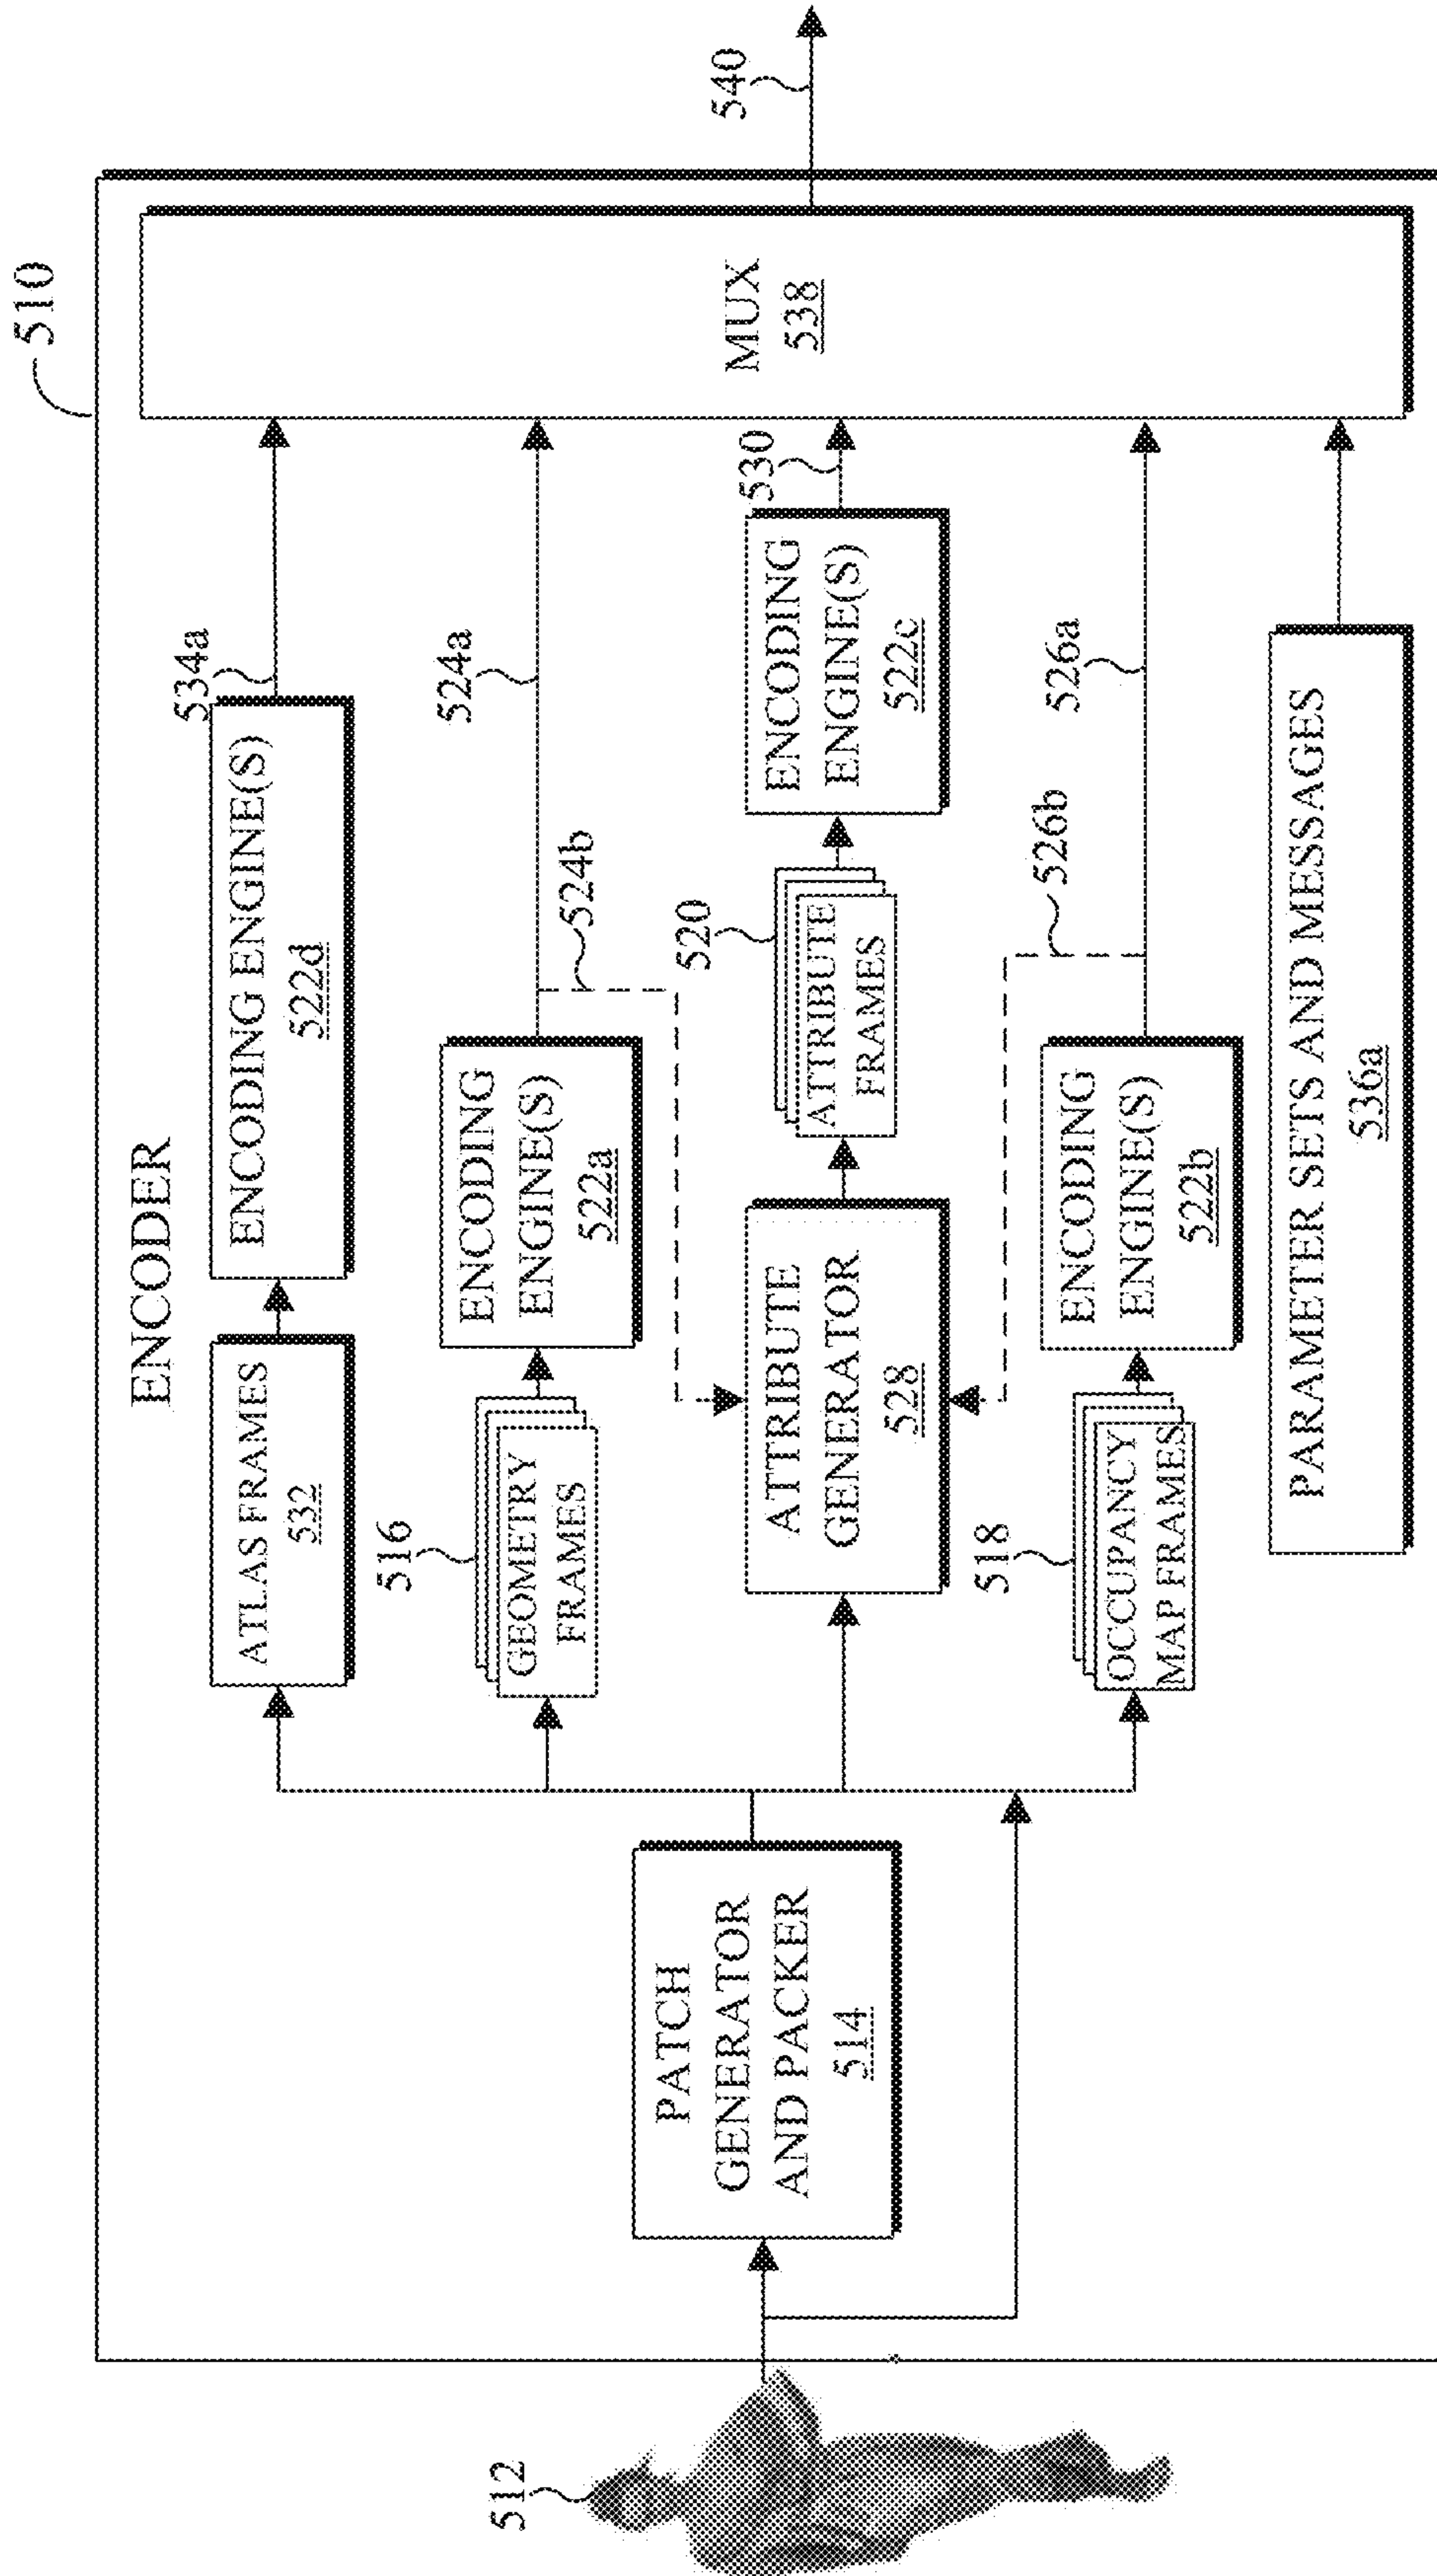 510
ENCODER
512
PATCH
GENERATOR
AND PACKER
514
ATLAS FRAMES
532
ENCODING ENGINE(S)
522d
534a
516
GEOMETRY
FRAMES
ENCODING
ENGINE(S)
522a
524a
524b
ATTRIBUTE
GENERATOR
528
520
ATTRIBUTE
FRAMES
ENCODING
ENGINE(S)
522c
530
518
OCCUPANCY
MAP FRAMES
ENCODING
ENGINE(S)
522b
526b
526a
PARAMETER SETS AND MESSAGES
536a
MUX
538
540